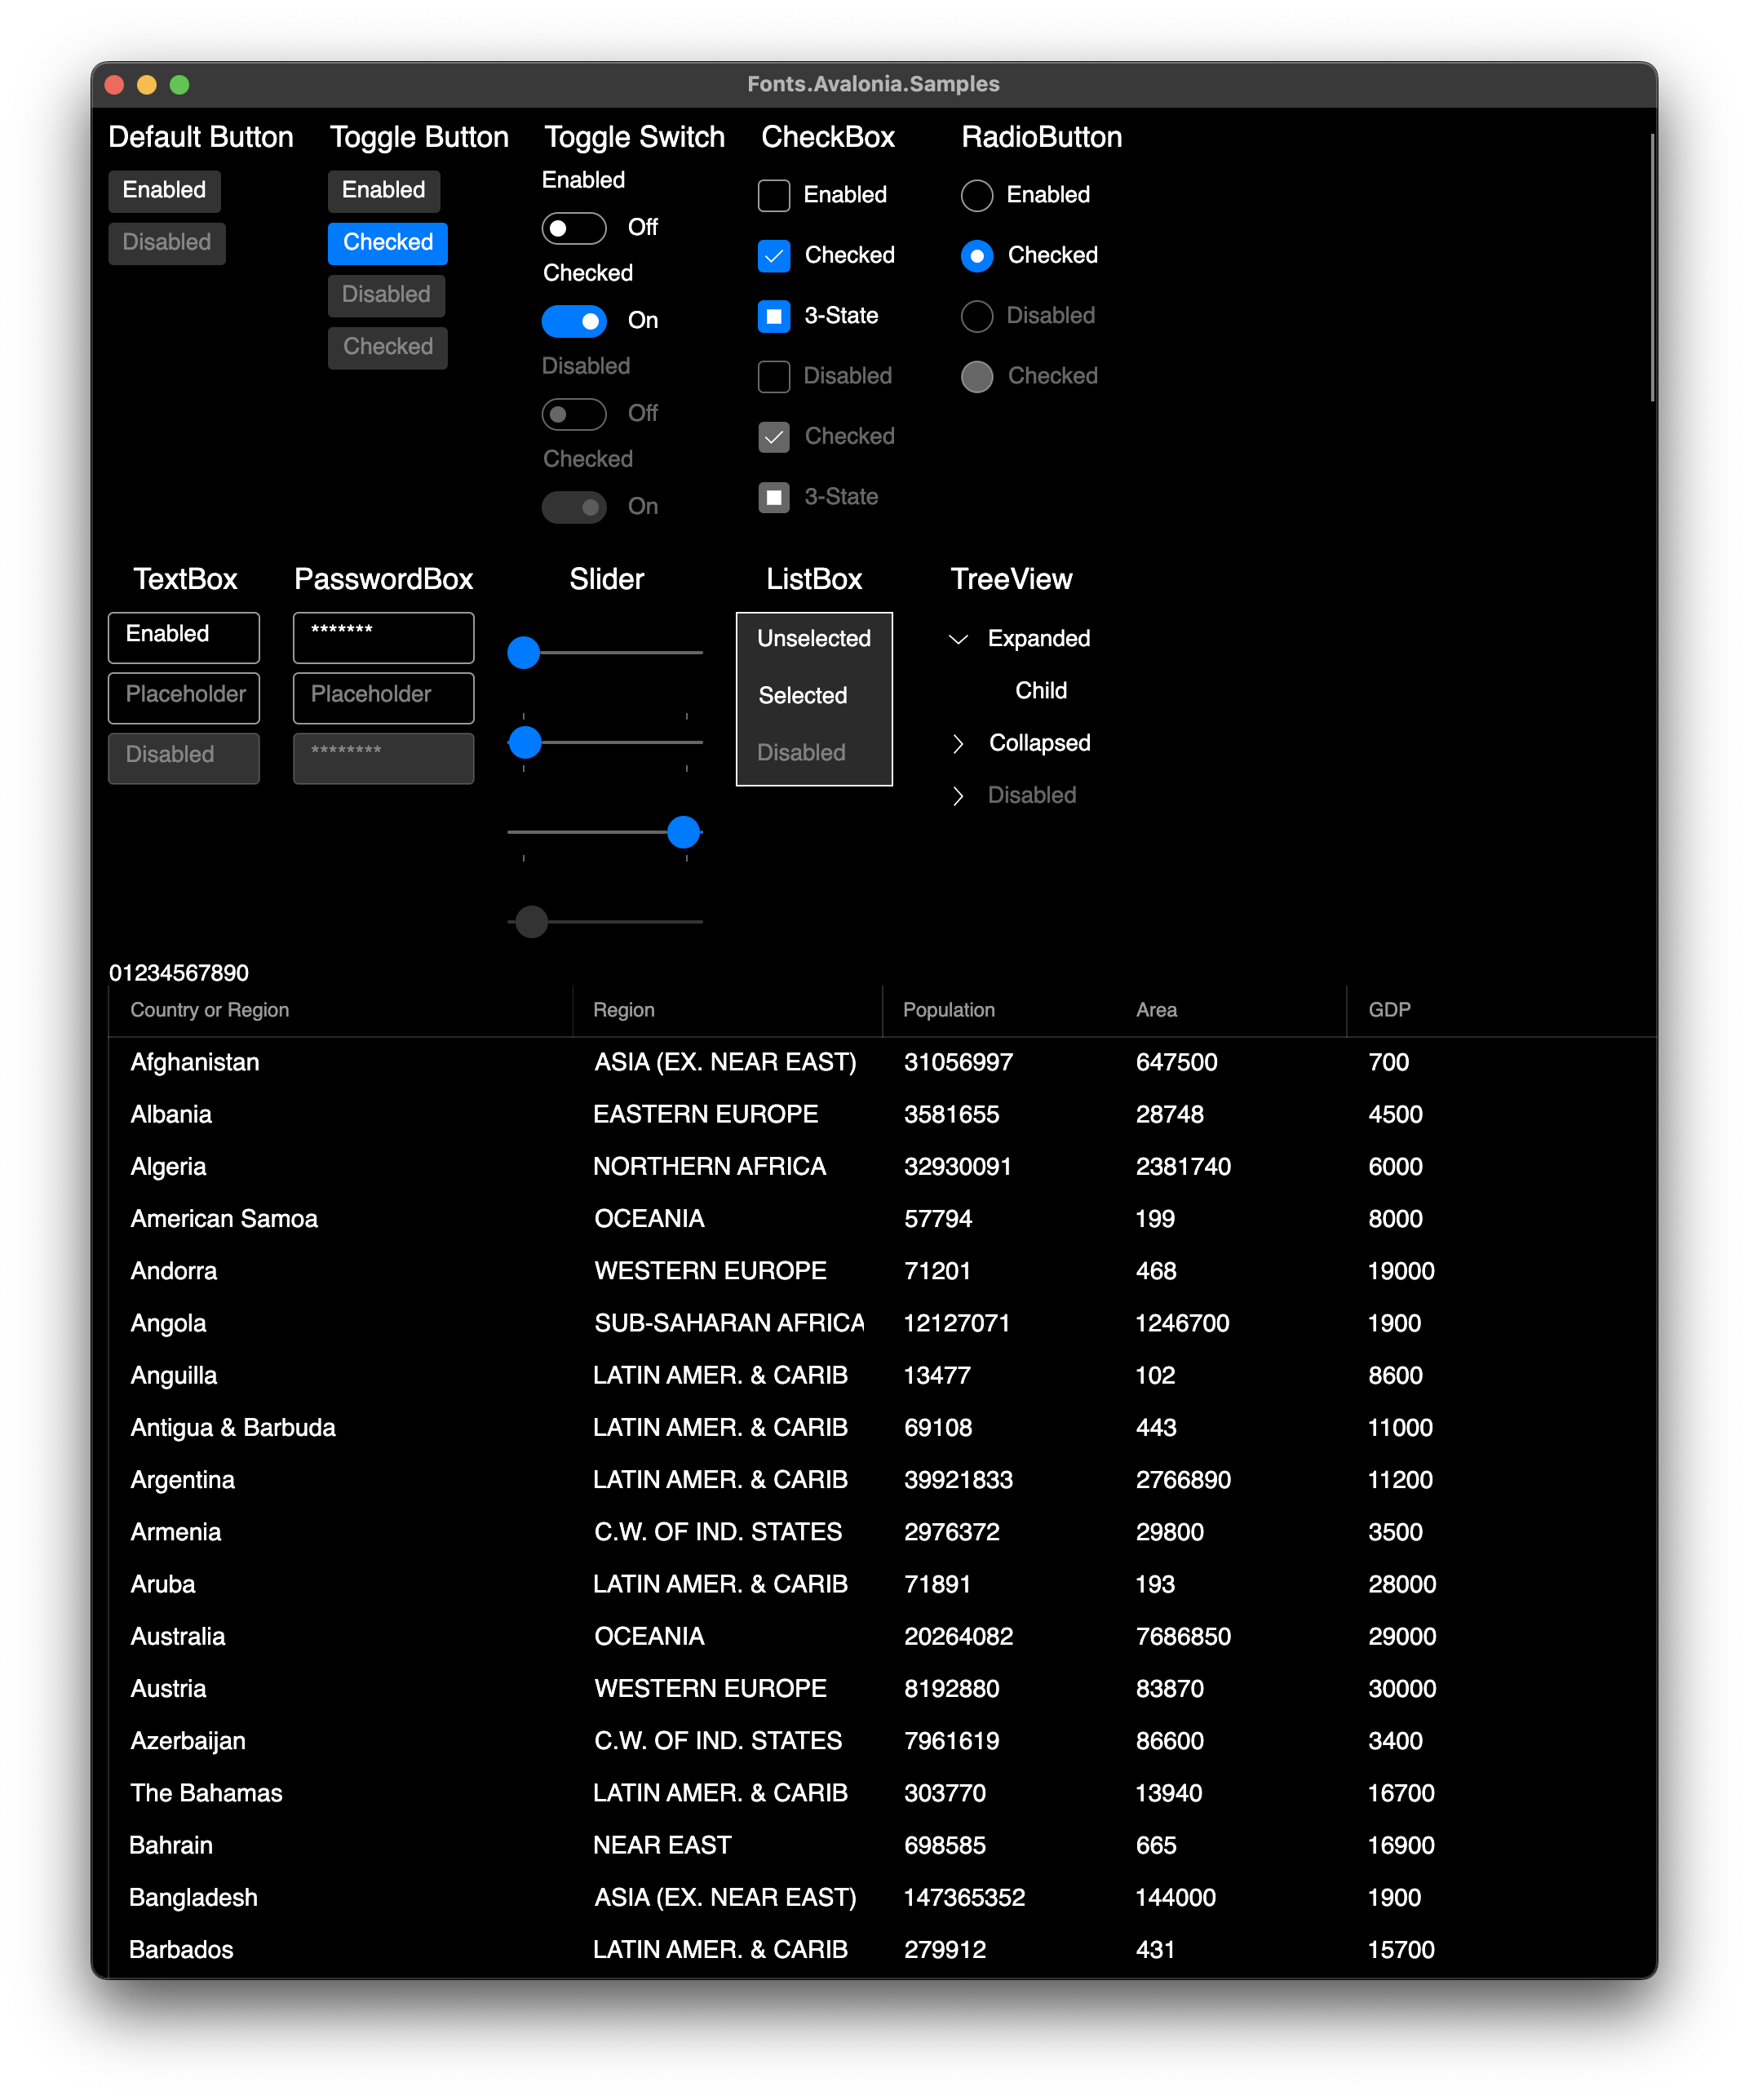 Fonts.Avalonia.Samples
Default Button Toggle Button Toggle Switch CheckBox RadioButton
Enabled Enabled Enabled Enabled Enabled
Disabled Checked Off Checked Checked
Disabled Checked 3-State Disabled
Checked On Disabled Checked
Disabled Checked
Off 3-State
Checked
On
TextBox PasswordBox Slider ListBox TreeView
Enabled ******* Unselected Expanded
Placeholder Placeholder Selected Child
Disabled ******** Disabled Collapsed
Disabled
01234567890
Country or Region Region Population Area GDP
Afghanistan ASIA (EX. NEAR EAST) 31056997 647500 700
Albania EASTERN EUROPE 3581655 28748 4500
Algeria NORTHERN AFRICA 32930091 2381740 6000
American Samoa OCEANIA 57794 199 8000
Andorra WESTERN EUROPE 71201 468 19000
Angola SUB-SAHARAN AFRICA 12127071 1246700 1900
Anguilla LATIN AMER. & CARIB 13477 102 8600
Antigua & Barbuda LATIN AMER. & CARIB 69108 443 11000
Argentina LATIN AMER. & CARIB 39921833 2766890 11200
Armenia C.W. OF IND. STATES 2976372 29800 3500
Aruba LATIN AMER. & CARIB 71891 193 28000
Australia OCEANIA 20264082 7686850 29000
Austria WESTERN EUROPE 8192880 83870 30000
Azerbaijan C.W. OF IND. STATES 7961619 86600 3400
The Bahamas LATIN AMER. & CARIB 303770 13940 16700
Bahrain NEAR EAST 698585 665 16900
Bangladesh ASIA (EX. NEAR EAST) 147365352 144000 1900
Barbados LATIN AMER. & CARIB 279912 431 15700